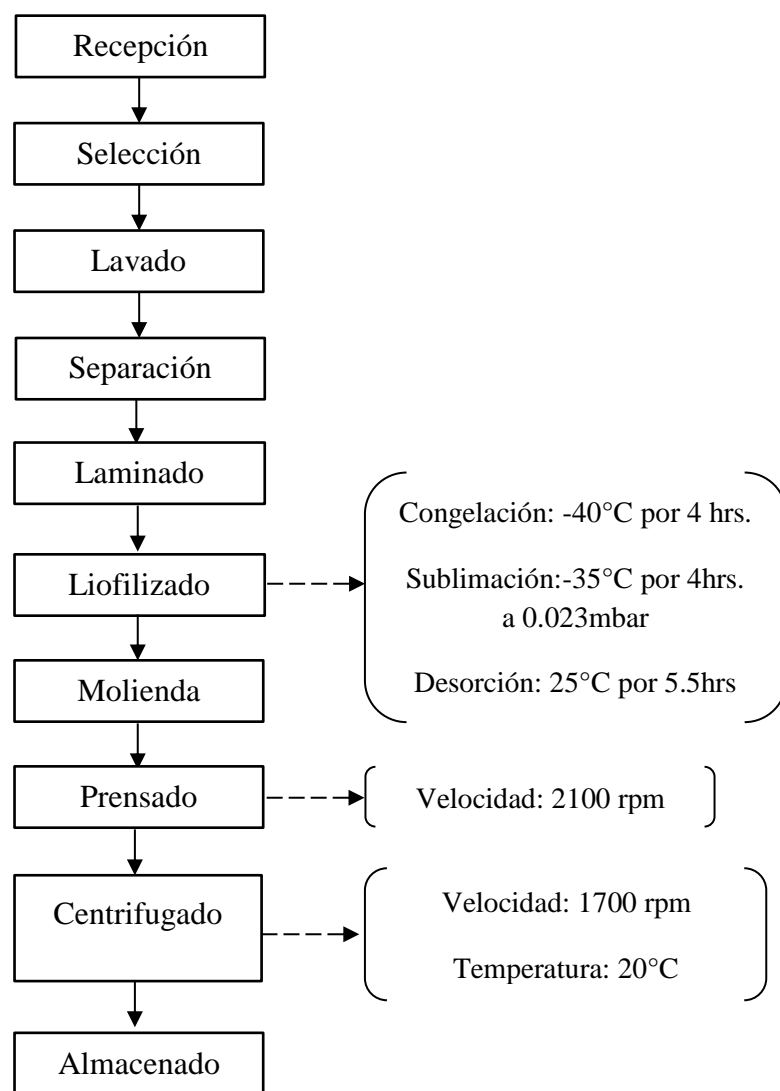 Recepción
Selección
Lavado
Separación
Laminado
Congelación: -40°C por 4 hrs.
Sublimación:-35°C por 4hrs.
a 0.023mbar
Desorción: 25°C por 5.5hrs
Liofilizado
Molienda
Prensado
Velocidad: 2100 rpm
Centrifugado
Velocidad: 1700 rpm
Temperatura: 20°C
Almacenado